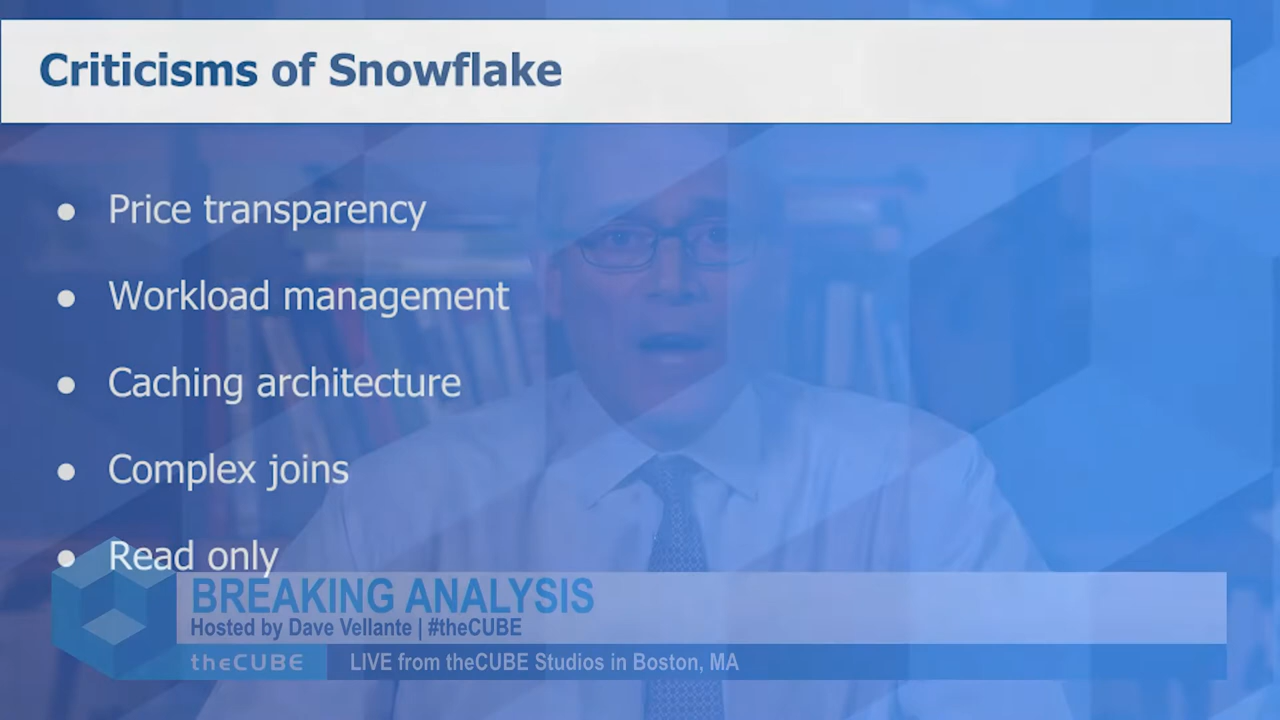 Criticisms of Snowflake
● Price transparency
● Workload management
● Caching architecture
● Complex joins
● Read only
BREAKING ANALYSIS
Hosted by Dave Vellante | #theCUBE
theCUBE LIVE from theCUBE Studios in Boston, MA